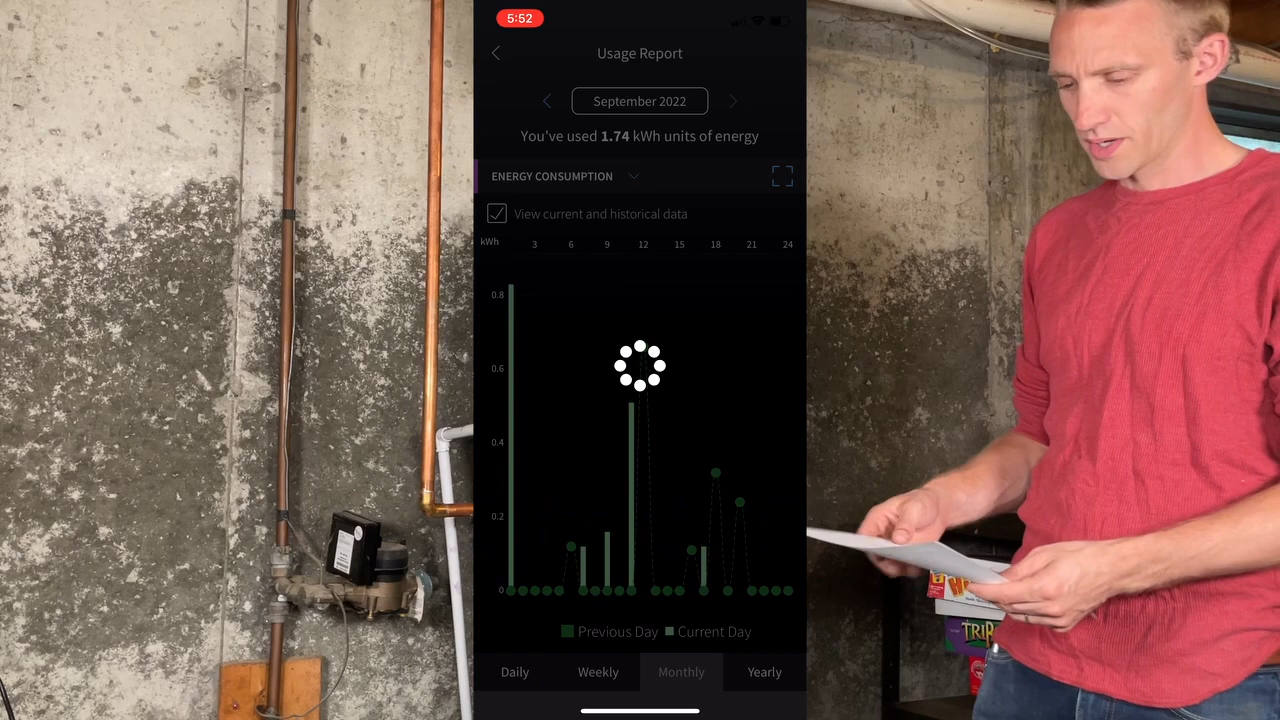 5:52
Usage Report
September 2022
You've used 1.74 kWh units of energy
ENERGY CONSUMPTION
View current and historical data
kWh 3 6 9 12 15 18 21 24
0.8
0.6
0.4
0.2
0
Previous Day Current Day
Daily Weekly Monthly Yearly